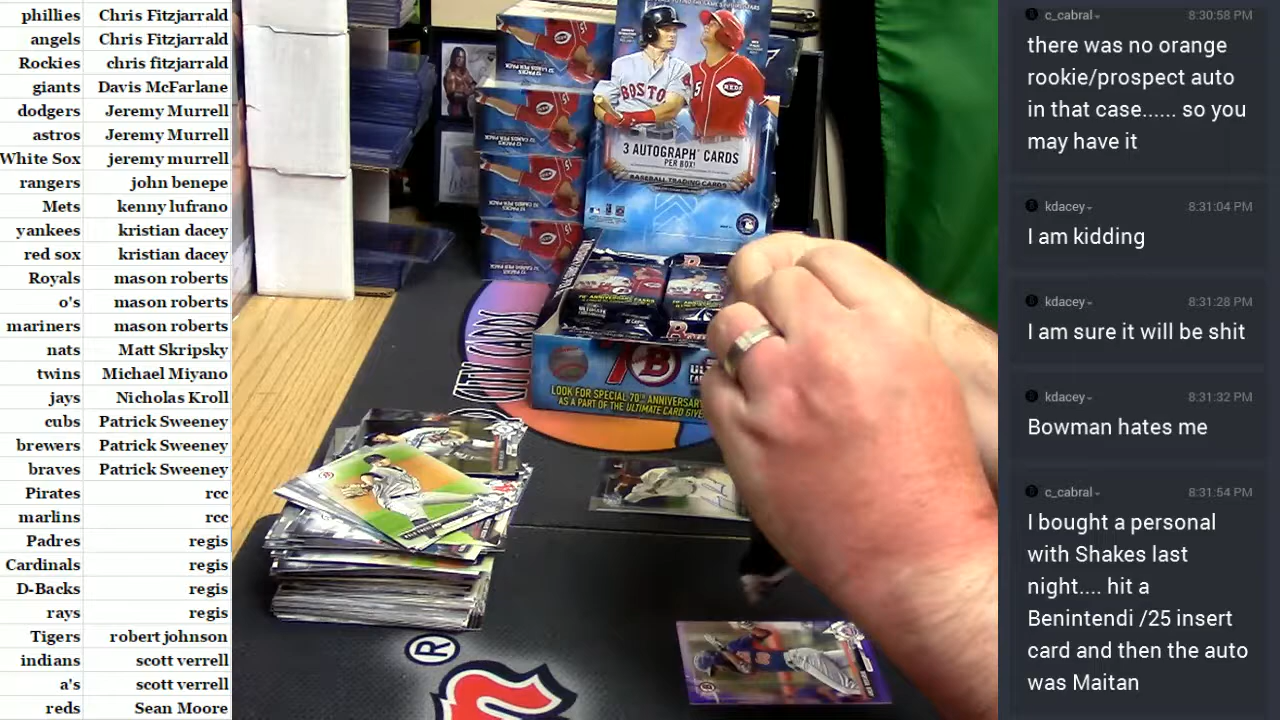 phillies Chris Fitzjarrald
angels Chris Fitzjarrald
Rockies chris fitzjarrald
giants Davis McFarlane
dodgers Jeremy Murrell
astros Jeremy Murrell
White Sox jeremy murrell
rangers john benepe
Mets kenny lufrano
yankees kristian dacey
red sox kristian dacey
Royals mason roberts
o's mason roberts
mariners mason roberts
nats Matt Skripsky
twins Michael Miyano
jays Nicholas Kroll
cubs Patrick Sweeney
brewers Patrick Sweeney
braves Patrick Sweeney
Pirates rcc
marlins rcc
Padres regis
Cardinals regis
D-Backs regis
rays regis
Tigers robert johnson
indians scott verrell
a's scott verrell
reds Sean Moore
BOSTON
REDS
3 AUTOGRAPH CARDS
PER BOX!
BASEBALL TRADING CARDS
CITY CARDS
LOOK FOR SPECIAL 70TH ANNIVERSARY
AS A PART OF THE ULTIMATE CARD GIVE
®
c_cabral 8:30:58 PM
there was no orange
rookie/prospect auto
in that case...... so you
may have it
kdacey 8:31:04 PM
I am kidding
kdacey 8:31:28 PM
I am sure it will be shit
kdacey 8:31:32 PM
Bowman hates me
c_cabral 8:31:54 PM
I bought a personal
with Shakes last
night.... hit a
Benintendi /25 insert
card and then the auto
was Maitan